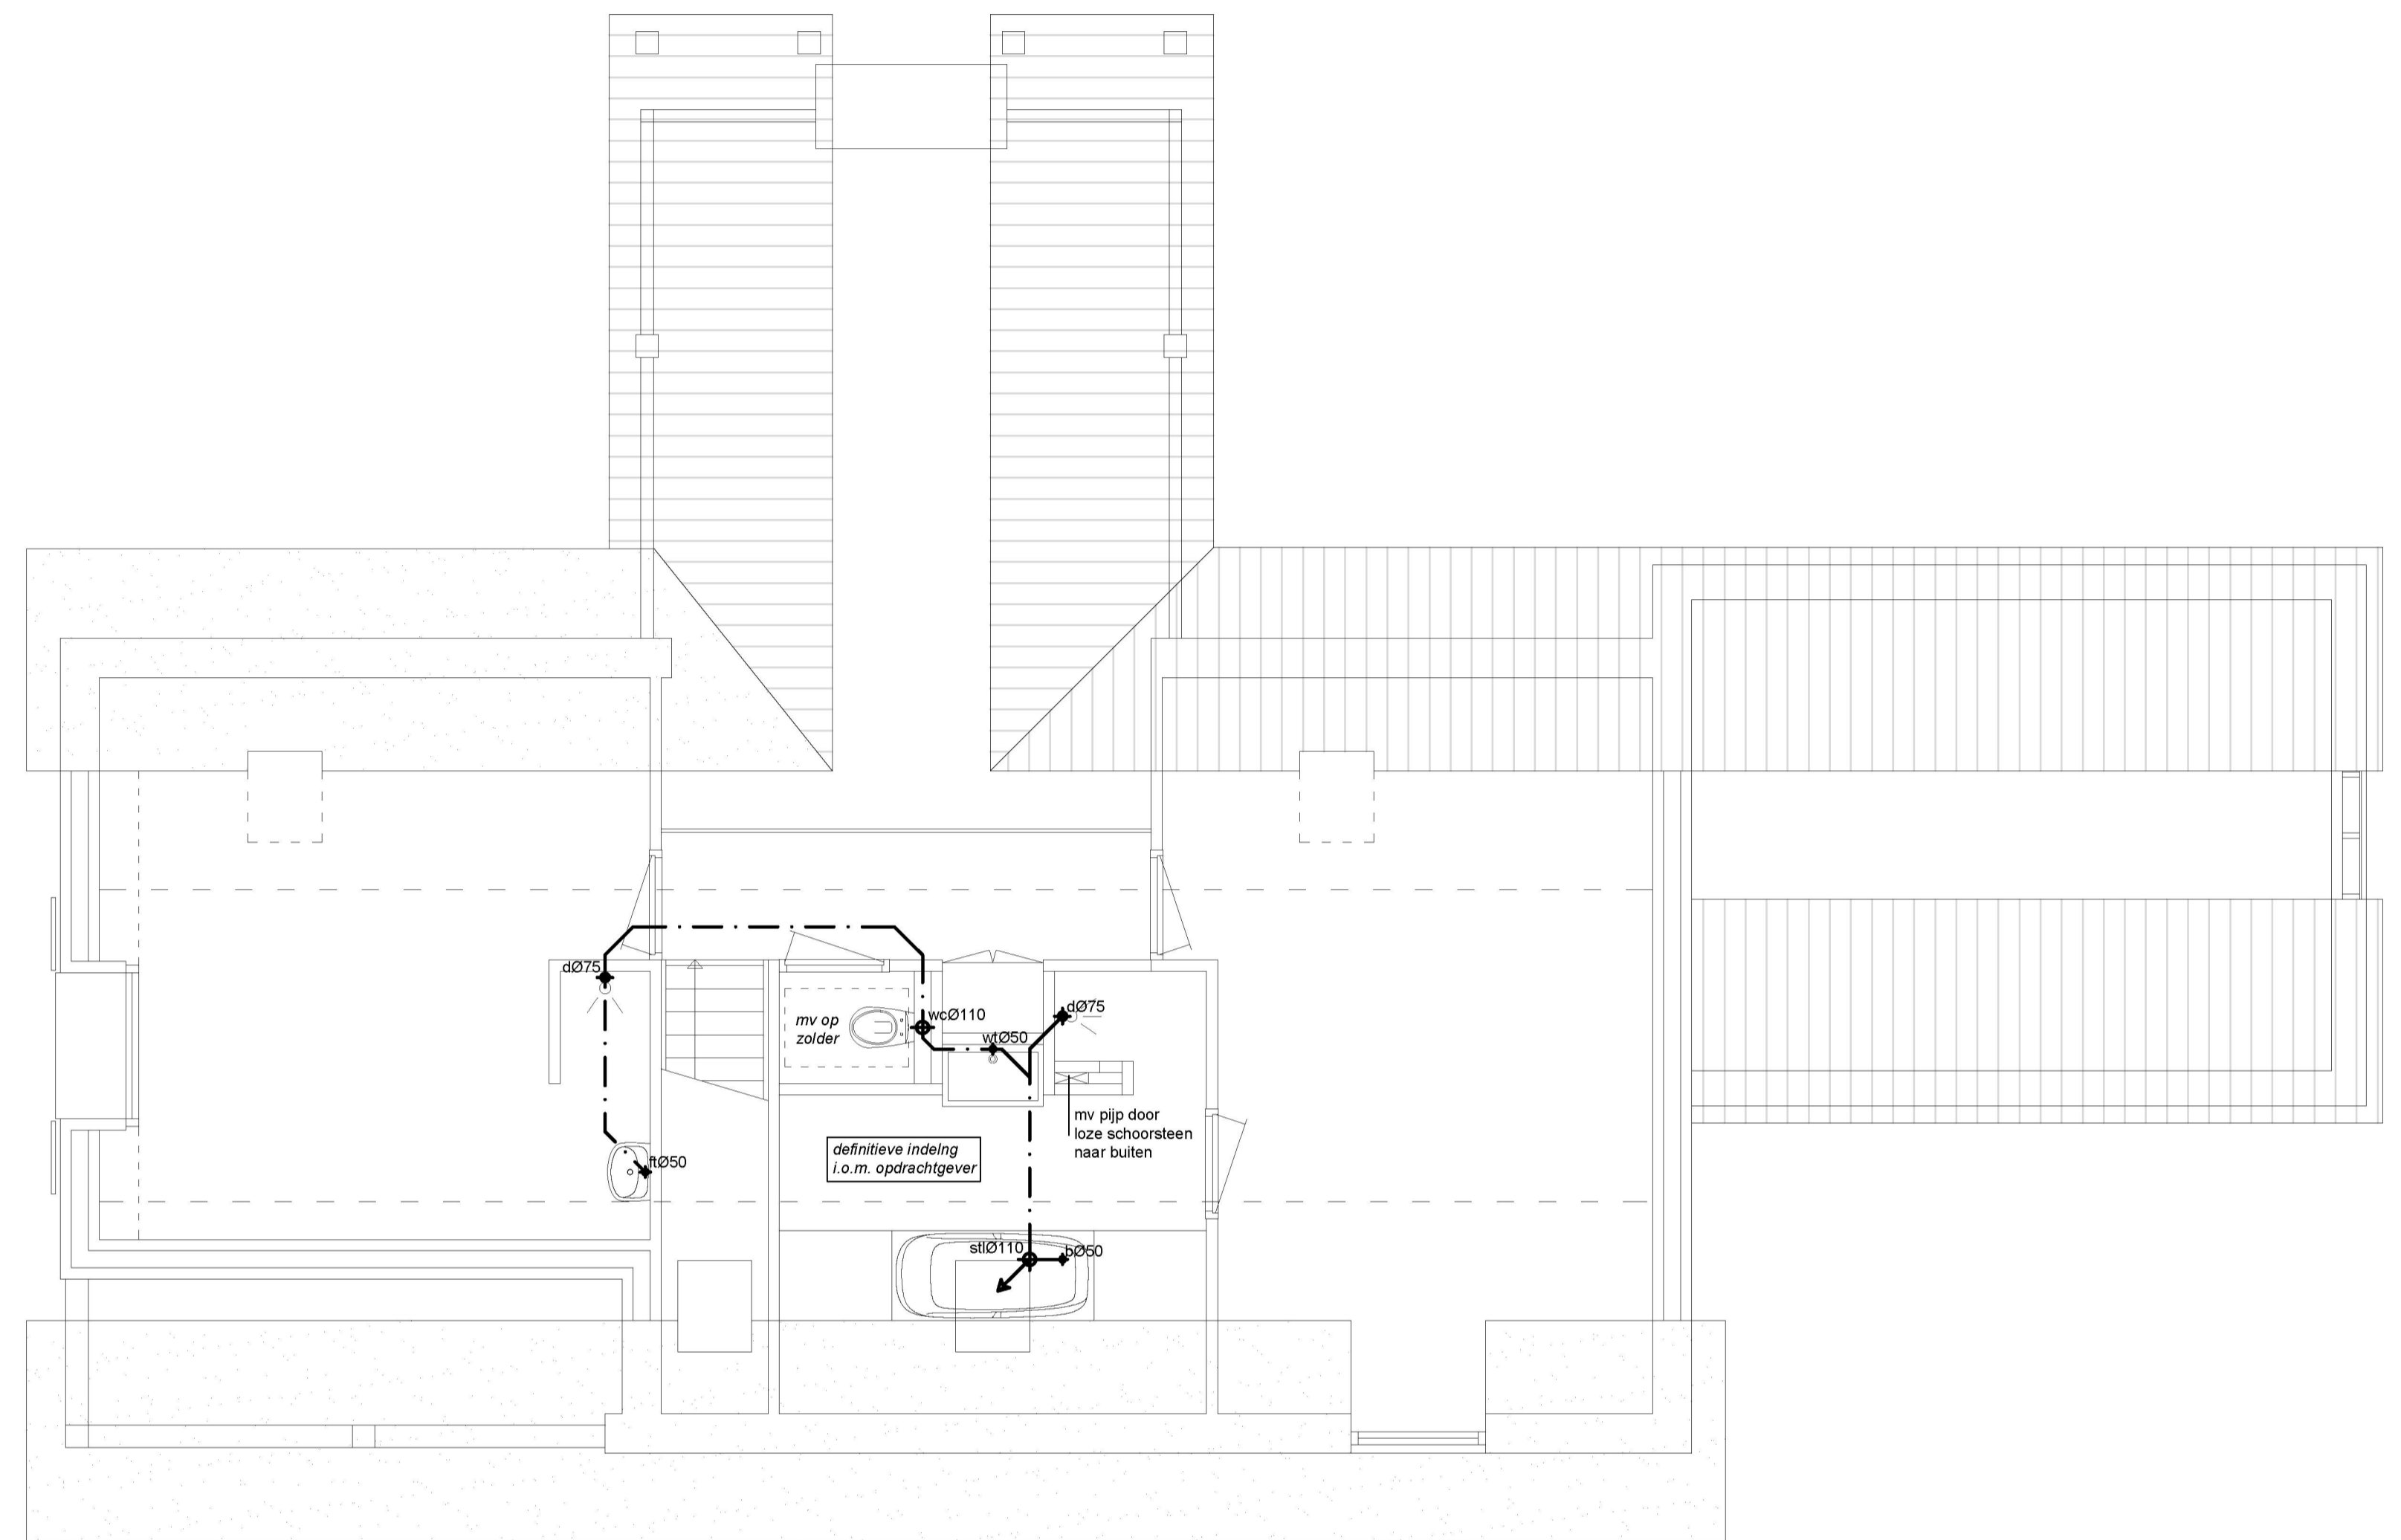 dØ75
mv op
zolder
wcØ110
dØ75
wtØ50
mv pijp door
loze schoorsteen
naar buiten
definitieve indelng
i.o.m. opdrachtgever
ftØ50
stlØ110
bØ50